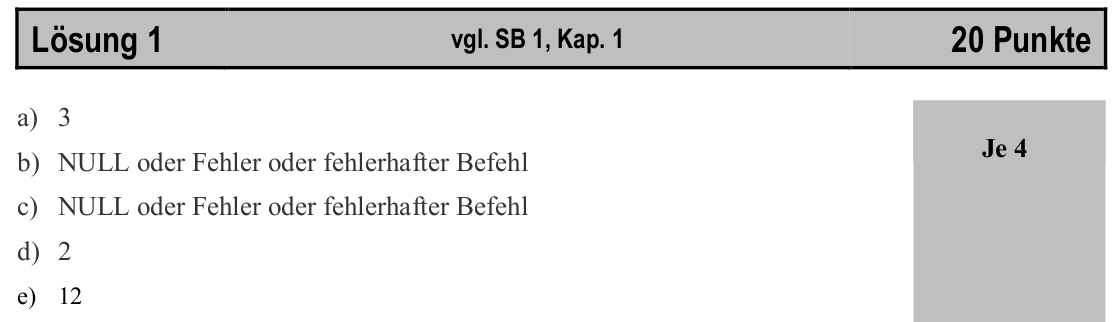 Lösung 1 vgl. SB 1, Kap. 1 20 Punkte
a) 3
Je 4
b) NULL oder Fehler oder fehlerhafter Befehl
c) NULL oder Fehler oder fehlerhafter Befehl
d) 2
e) 12